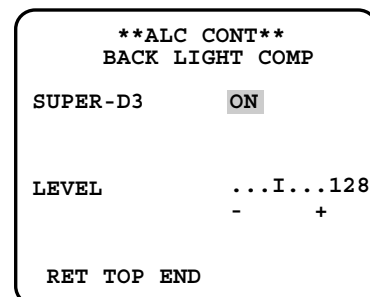 **ALC CONT**
BACK LIGHT COMP
SUPER-D3 ON
LEVEL ...I...128
- +
RET TOP END